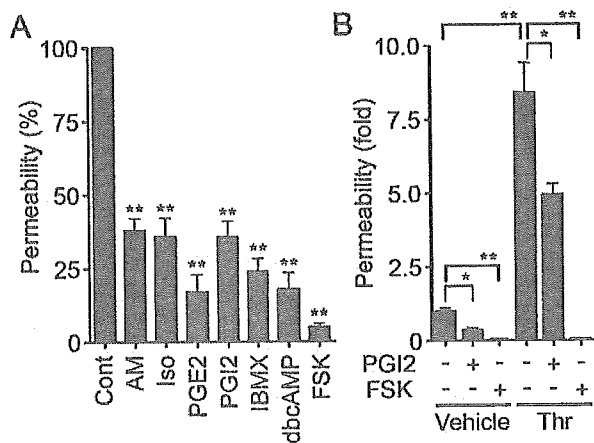 A
Permeability (%)
100
75
50
25
0
** ** ** ** ** ** **
Cont AM Iso PGE2 PGI2 IBMX dbcAMP FSK
B
Permeability (fold)
10.0
7.5
5.0
2.5
0
** **
*
**
*
PGI2 - + - - + -
FSK - - + - - +
Vehicle Thr